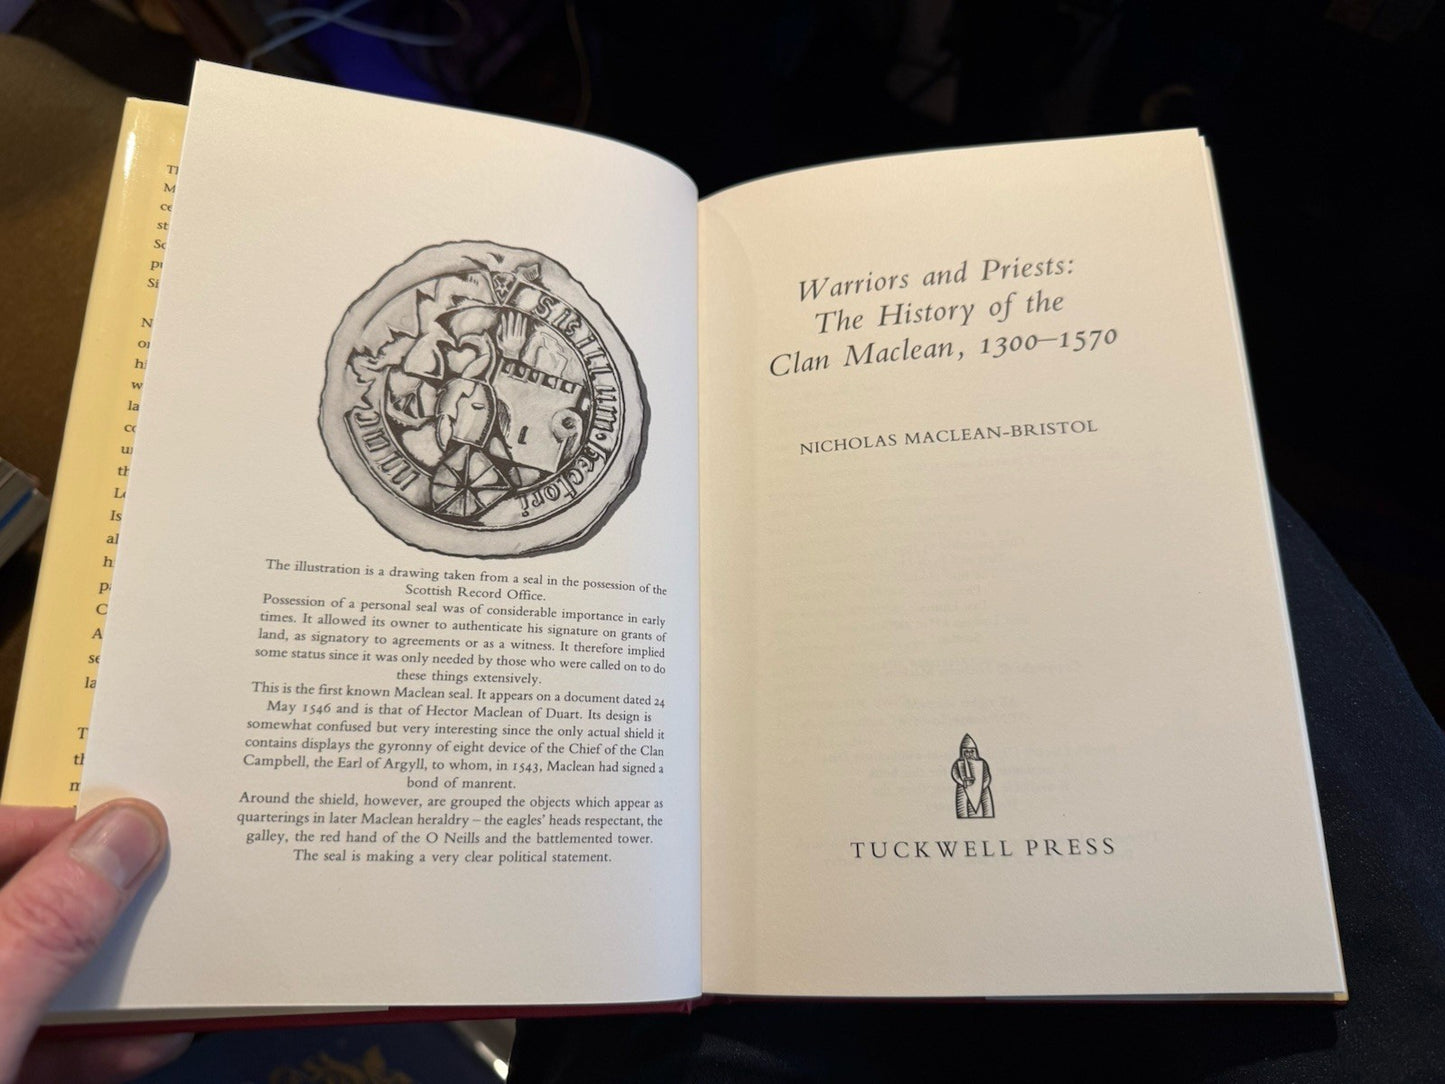 SIGILLUM · hectori
The illustration is a drawing taken from a seal in the possession of the
Scottish Record Office.
Possession of a personal seal was of considerable importance in early
times. It allowed its owner to authenticate his signature on grants of
land, as signatory to agreements or as a witness. It therefore implied
some status since it was only needed by those who were called on to do
these things extensively.
This is the first known Maclean seal. It appears on a document dated 24
May 1546 and is that of Hector Maclean of Duart. Its design is
somewhat confused but very interesting since the only actual shield it
contains displays the gyronny of eight device of the Chief of the Clan
Campbell, the Earl of Argyll, to whom, in 1543, Maclean had signed a
bond of manrent.
Around the shield, however, are grouped the objects which appear as
quarterings in later Maclean heraldry – the eagles' heads respectant, the
galley, the red hand of the O Neills and the battlemented tower.
The seal is making a very clear political statement.
Warriors and Priests:
The History of the
Clan Maclean, 1300–1570
NICHOLAS MACLEAN-BRISTOL
TUCKWELL PRESS